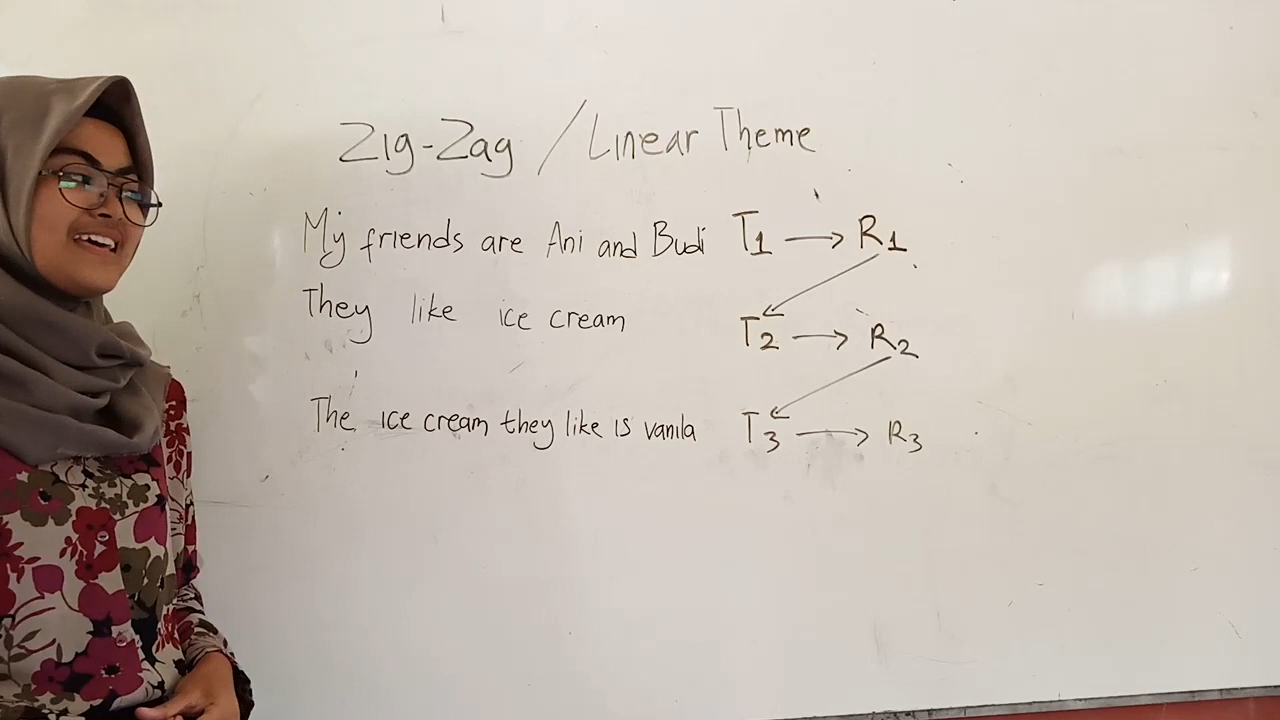 Zig-Zag / Linear Theme
My friends are Ani and Budi T1 → R1
They like ice cream T2 → R2
The ice cream they like is vanila T3 → R3